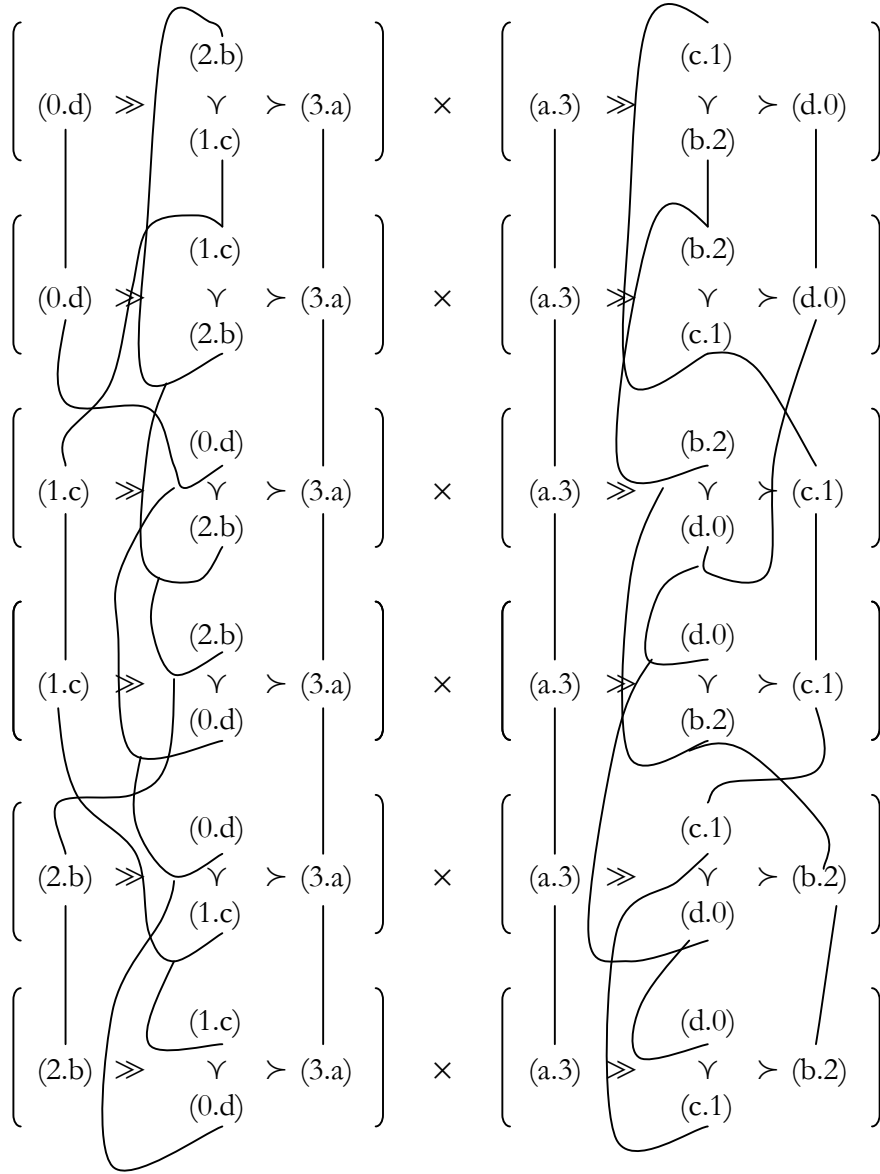 (2.b) (c.1)
(0.d) ≫ ⋎ ≻ (3.a) × (a.3) ≫ ⋎ ≻ (d.0)
(1.c) (b.2)
(1.c) (b.2)
(0.d) ≫ ⋎ ≻ (3.a) × (a.3) ≫ ⋎ ≻ (d.0)
(2.b) (c.1)
(0.d) (b.2)
(1.c) ≫ ⋎ ≻ (3.a) × (a.3) ≫ ⋎ ≻ (c.1)
(2.b) (d.0)
(2.b) (d.0)
(1.c) ≫ ⋎ ≻ (3.a) × (a.3) ≫ ⋎ ≻ (c.1)
(0.d) (b.2)
(0.d) (c.1)
(2.b) ≫ ⋎ ≻ (3.a) × (a.3) ≫ ⋎ ≻ (b.2)
(1.c) (d.0)
(1.c) (d.0)
(2.b) ≫ ⋎ ≻ (3.a) × (a.3) ≫ ⋎ ≻ (b.2)
(0.d) (c.1)